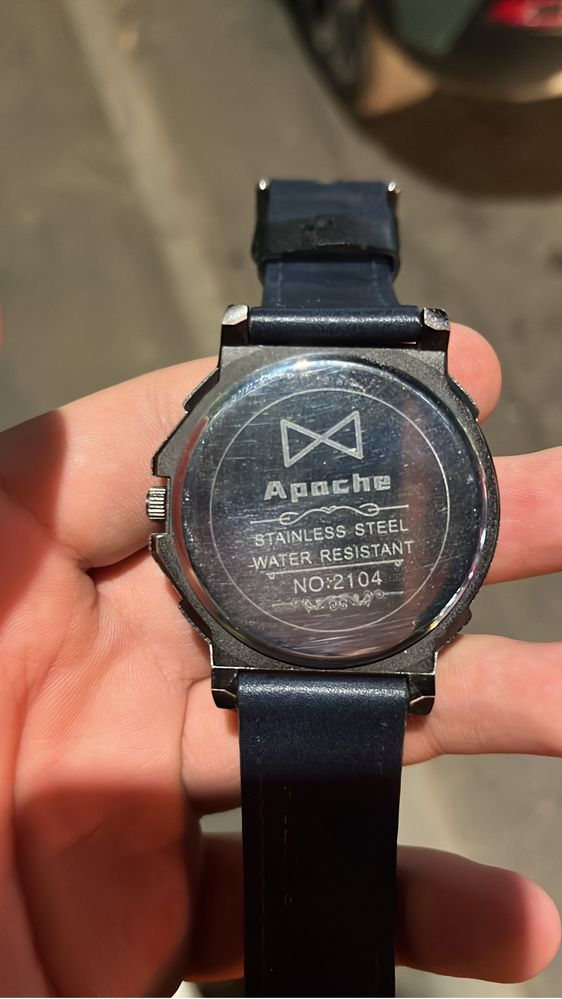 Apache
STAINLESS STEEL
WATER RESISTANT
NO:2104